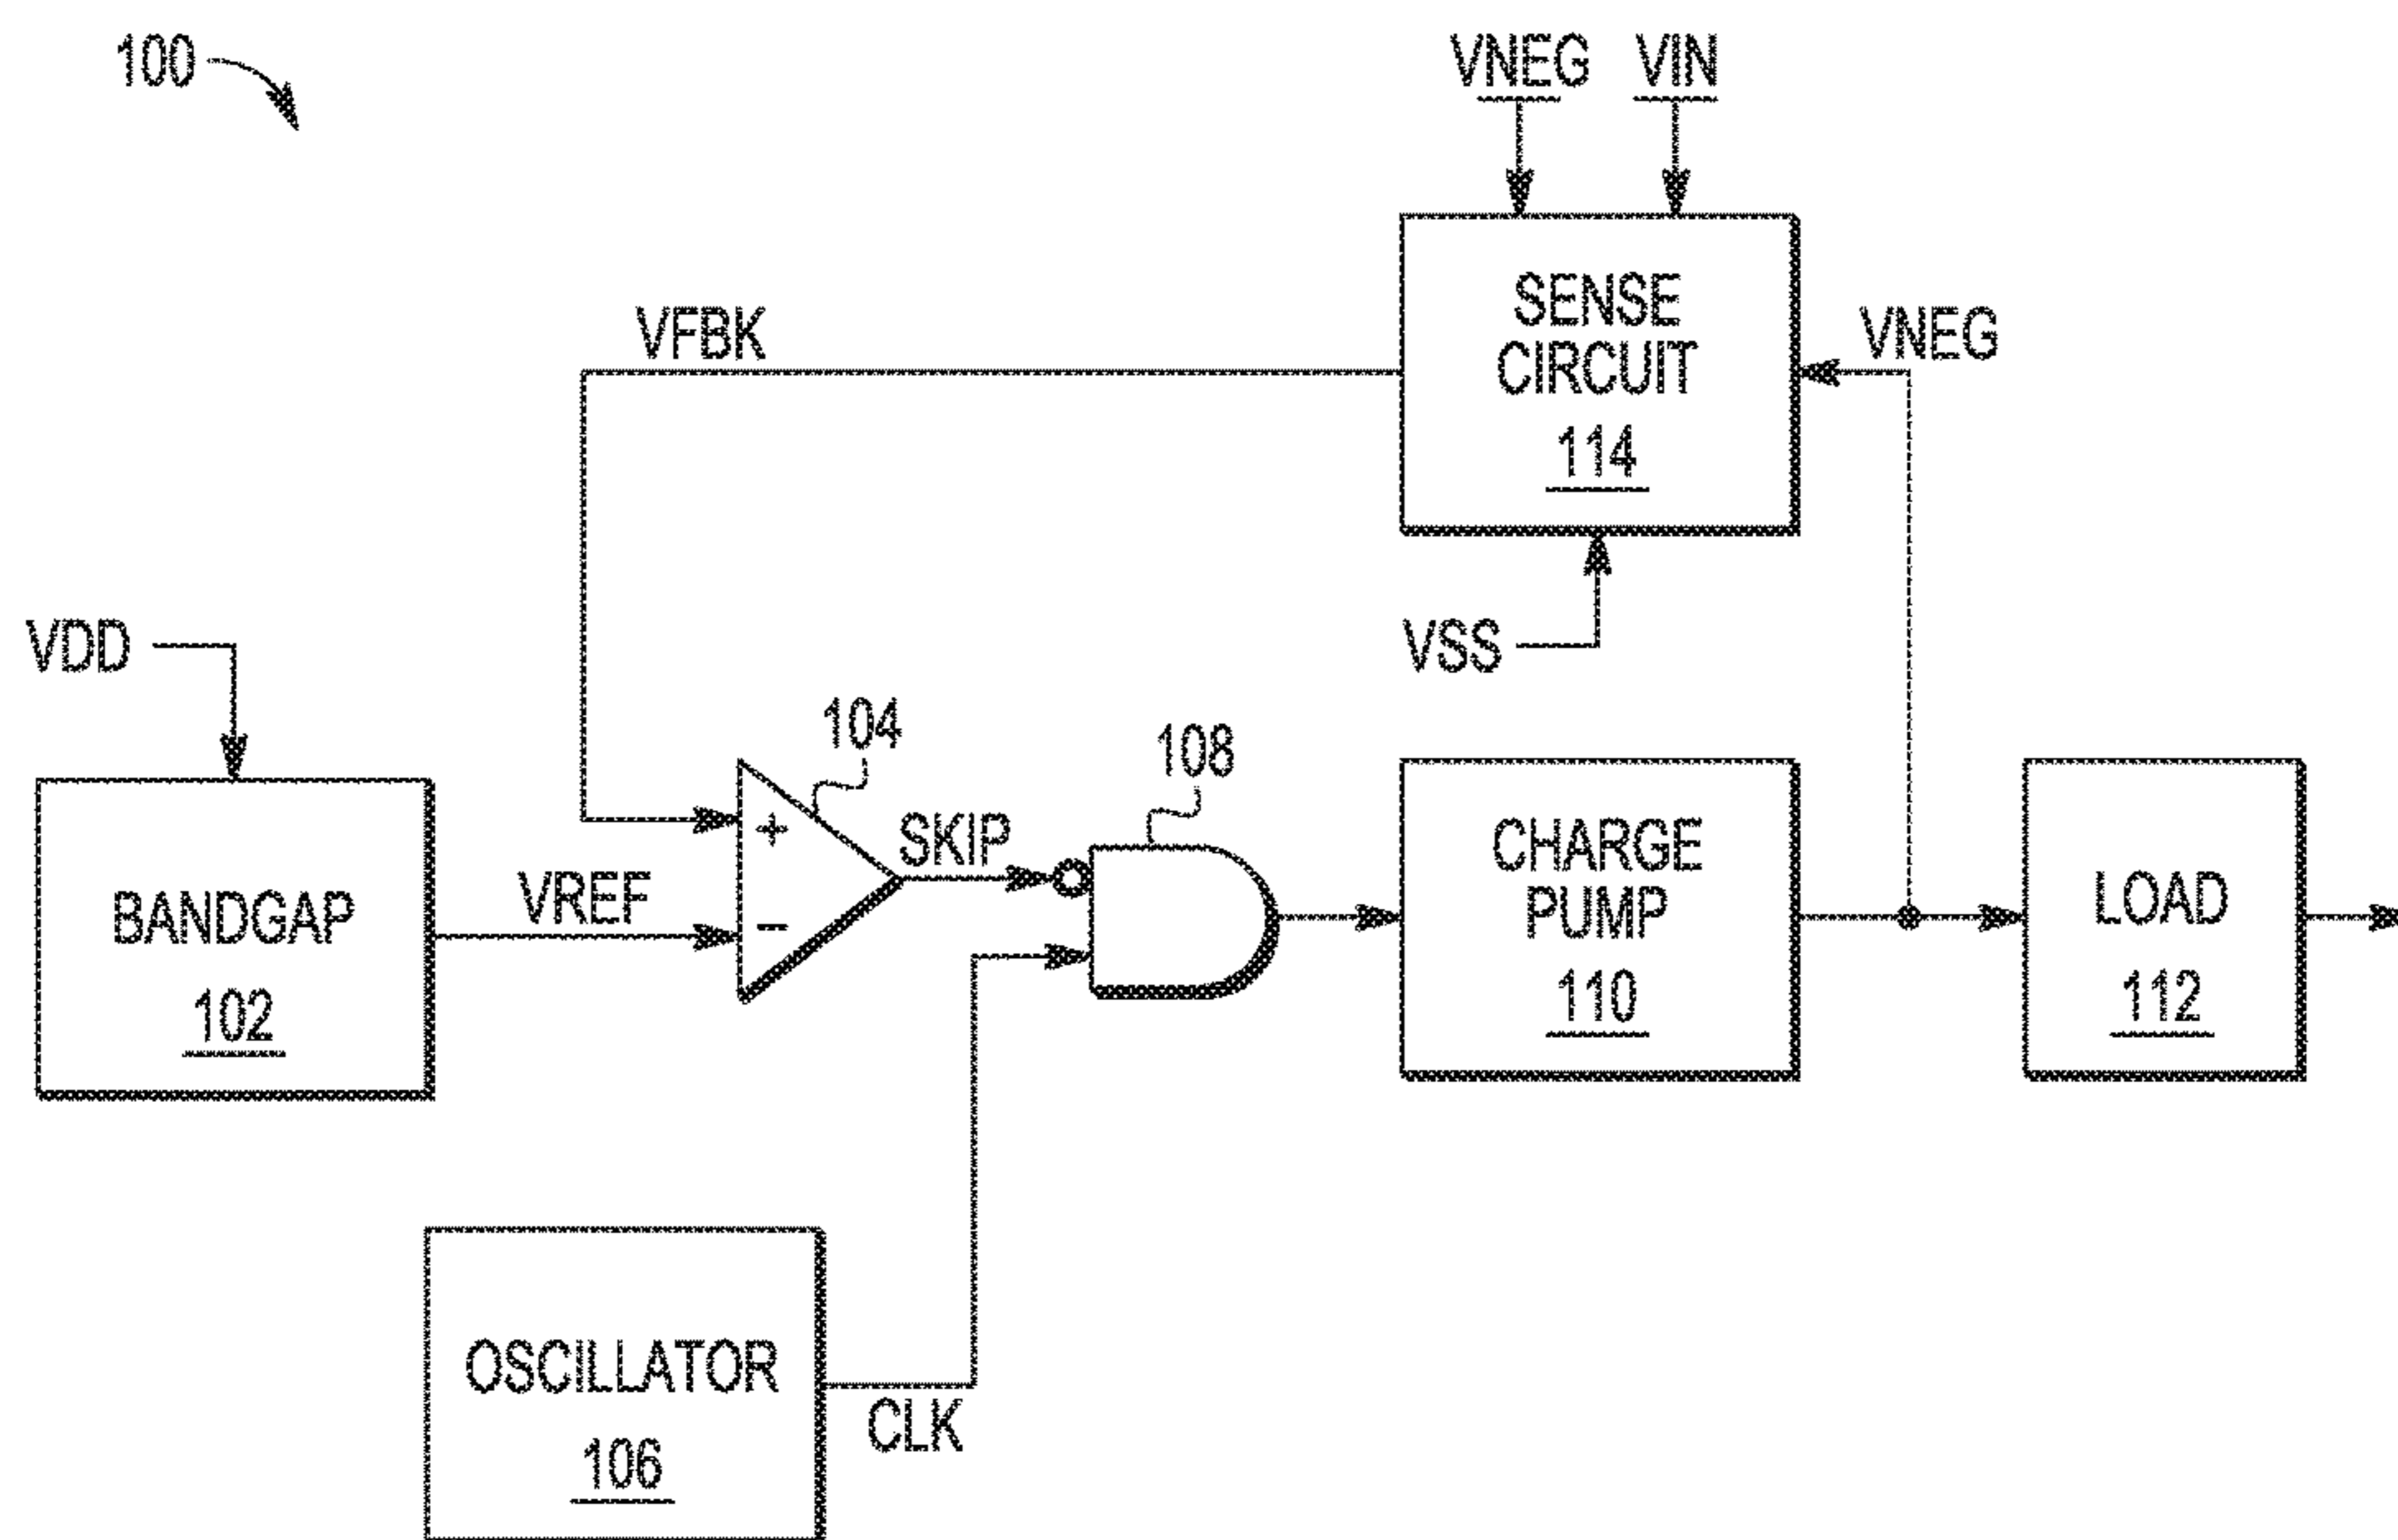 100
VNEG VIN
SENSE
CIRCUIT
114
VFBK
VNEG
VSS
VDD
104
108
SKIP
BANDGAP
102
VREF
+
-
CHARGE
PUMP
110
LOAD
112
OSCILLATOR
106
CLK